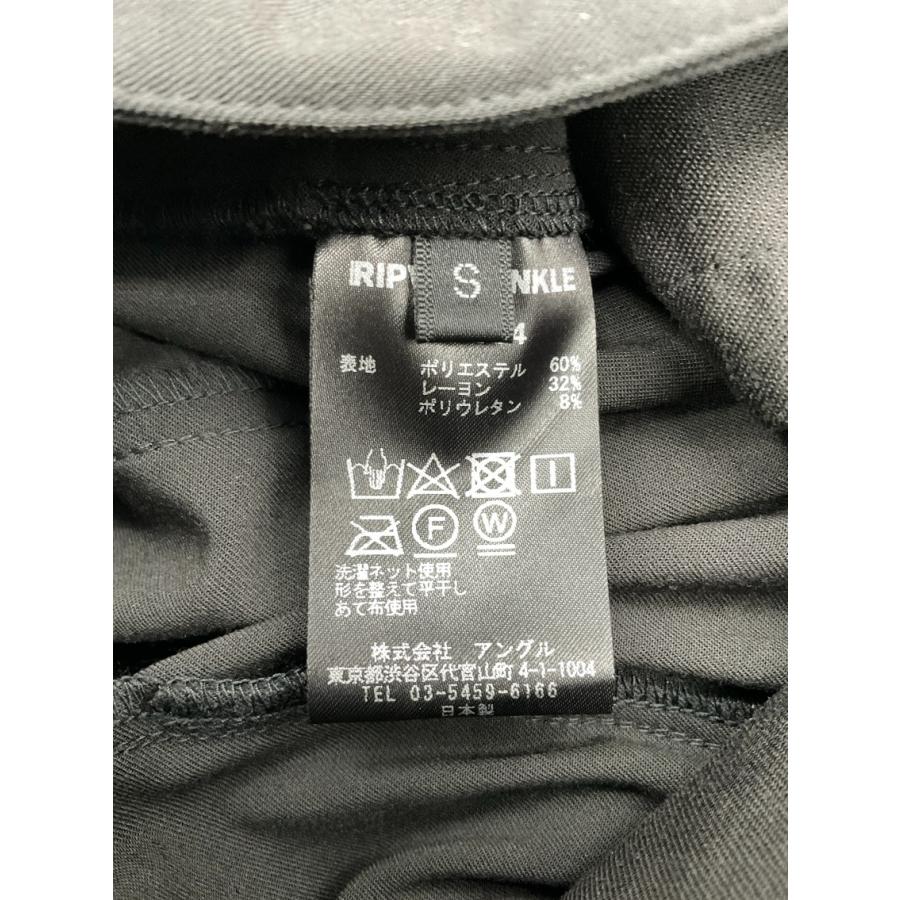 RIP NKLE
S
4
表地 ポリエステル 60%
レーヨン 32%
ポリウレタン 8%
F W
洗濯ネット使用
形を整えて平干し
あて布使用
株式会社 アングル
東京都渋谷区代官山町4-1-1004
TEL 03-5459-6166
日本製